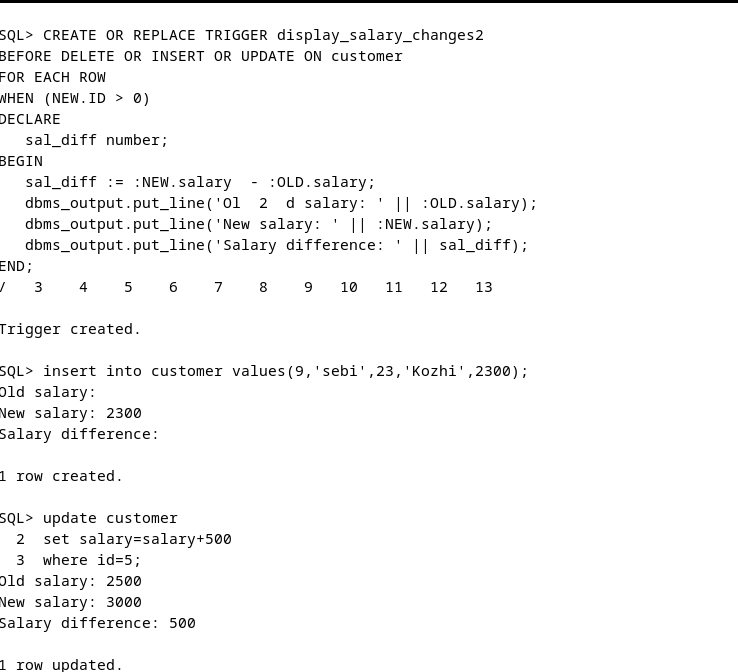 SQL> CREATE OR REPLACE TRIGGER display_salary_changes2
BEFORE DELETE OR INSERT OR UPDATE ON customer
FOR EACH ROW
WHEN (NEW.ID > 0)
DECLARE
   sal_diff number;
BEGIN
   sal_diff := :NEW.salary  - :OLD.salary;
   dbms_output.put_line('Ol  2  d salary: ' || :OLD.salary);
   dbms_output.put_line('New salary: ' || :NEW.salary);
   dbms_output.put_line('Salary difference: ' || sal_diff);
END;
/   3    4    5    6    7    8    9   10   11   12   13
Trigger created.
SQL> insert into customer values(9,'sebi',23,'Kozhi',2300);
Old salary:
New salary: 2300
Salary difference:
1 row created.
SQL> update customer
  2  set salary=salary+500
  3  where id=5;
Old salary: 2500
New salary: 3000
Salary difference: 500
1 row updated.